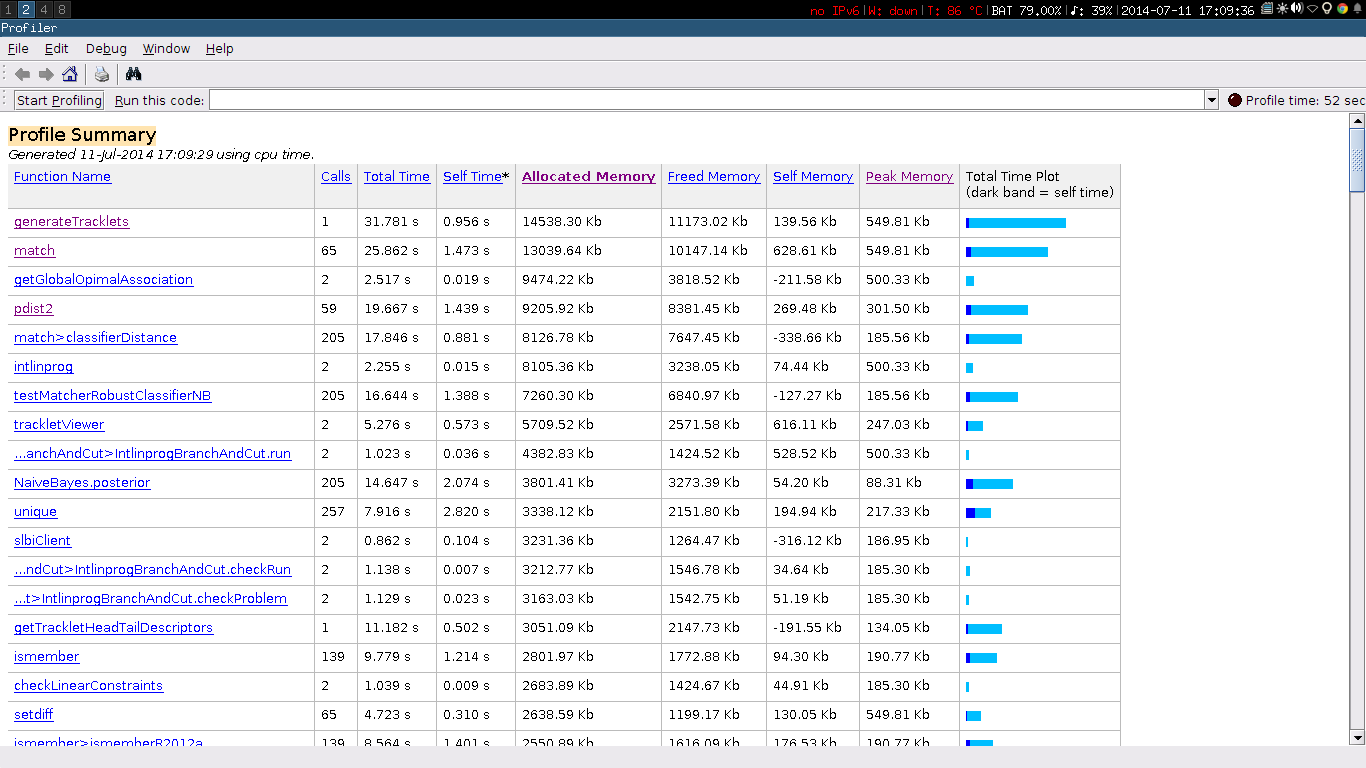 1 2 4 8 no IPv6|W: down|T: 86 °C|BAT 79.00%|♪: 39%|2014-07-11 17:09:36
Profiler
File Edit Debug Window Help
Start Profiling Run this code: Profile time: 52 sec
Profile Summary
Generated 11-Jul-2014 17:09:29 using cpu time.
Function Name Calls Total Time Self Time* Allocated Memory Freed Memory Self Memory Peak Memory Total Time Plot
(dark band = self time)
generateTracklets 1 31.781 s 0.956 s 14538.30 Kb 11173.02 Kb 139.56 Kb 549.81 Kb
match 65 25.862 s 1.473 s 13039.64 Kb 10147.14 Kb 628.61 Kb 549.81 Kb
getGlobalOpimalAssociation 2 2.517 s 0.019 s 9474.22 Kb 3818.52 Kb -211.58 Kb 500.33 Kb
pdist2 59 19.667 s 1.439 s 9205.92 Kb 8381.45 Kb 269.48 Kb 301.50 Kb
match>classifierDistance 205 17.846 s 0.881 s 8126.78 Kb 7647.45 Kb -338.66 Kb 185.56 Kb
intlinprog 2 2.255 s 0.015 s 8105.36 Kb 3238.05 Kb 74.44 Kb 500.33 Kb
testMatcherRobustClassifierNB 205 16.644 s 1.388 s 7260.30 Kb 6840.97 Kb -127.27 Kb 185.56 Kb
trackletViewer 2 5.276 s 0.573 s 5709.52 Kb 2571.58 Kb 616.11 Kb 247.03 Kb
...anchAndCut>IntlinprogBranchAndCut.run 2 1.023 s 0.036 s 4382.83 Kb 1424.52 Kb 528.52 Kb 500.33 Kb
NaiveBayes.posterior 205 14.647 s 2.074 s 3801.41 Kb 3273.39 Kb 54.20 Kb 88.31 Kb
unique 257 7.916 s 2.820 s 3338.12 Kb 2151.80 Kb 194.94 Kb 217.33 Kb
slbiClient 2 0.862 s 0.104 s 3231.36 Kb 1264.47 Kb -316.12 Kb 186.95 Kb
...ndCut>IntlinprogBranchAndCut.checkRun 2 1.138 s 0.007 s 3212.77 Kb 1546.78 Kb 34.64 Kb 185.30 Kb
...t>IntlinprogBranchAndCut.checkProblem 2 1.129 s 0.023 s 3163.03 Kb 1542.75 Kb 51.19 Kb 185.30 Kb
getTrackletHeadTailDescriptors 1 11.182 s 0.502 s 3051.09 Kb 2147.73 Kb -191.55 Kb 134.05 Kb
ismember 139 9.779 s 1.214 s 2801.97 Kb 1772.88 Kb 94.30 Kb 190.77 Kb
checkLinearConstraints 2 1.039 s 0.009 s 2683.89 Kb 1424.67 Kb 44.91 Kb 185.30 Kb
setdiff 65 4.723 s 0.310 s 2638.59 Kb 1199.17 Kb 130.05 Kb 549.81 Kb
ismember>ismemberR2012a 139 8.564 s 1.401 s 2550.89 Kb 1616.09 Kb 176.53 Kb 190.77 Kb